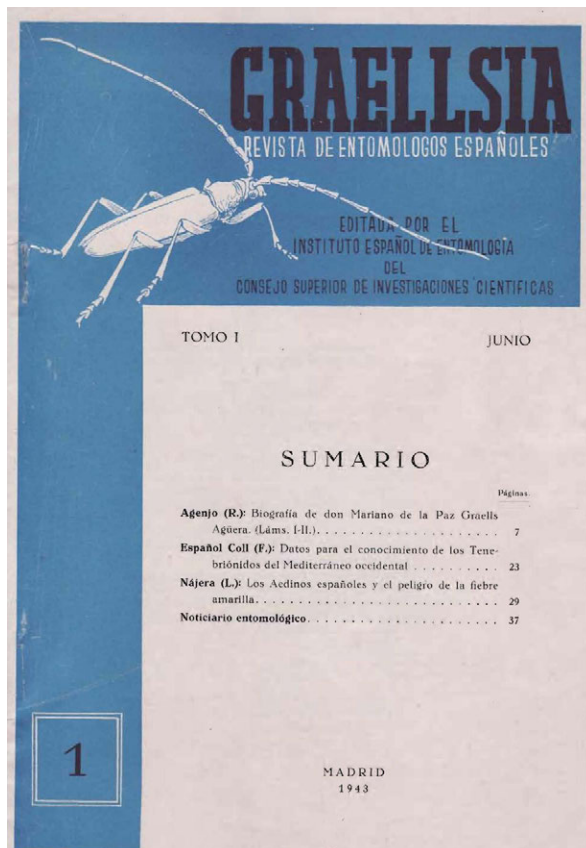 GRAELLSIA
REVISTA DE ENTOMOLOGOS ESPAÑOLES
EDITADA POR EL
INSTITUTO ESPAÑOL DE ENTOMOLOGIA
DEL
CONSEJO SUPERIOR DE INVESTIGACIONES CIENTIFICAS
TOMO I JUNIO
SUMARIO
Páginas.
Agenjo (R.): Biografía de don Mariano de la Paz Graells
Agüera. (Láms. I-II.). . . . . . . . . . . . . . . . . . . . . . 7
Español Coll (F.): Datos para el conocimiento de los Tene-
briónidos del Mediterráneo occidental . . . . . . . . . . 23
Nájera (L.): Los Aedinos españoles y el peligro de la fiebre
amarilla. . . . . . . . . . . . . . . . . . . . . . . . . . . . 29
Noticiario entomológico. . . . . . . . . . . . . . . . . . . . . . 37
1
MADRID
1943